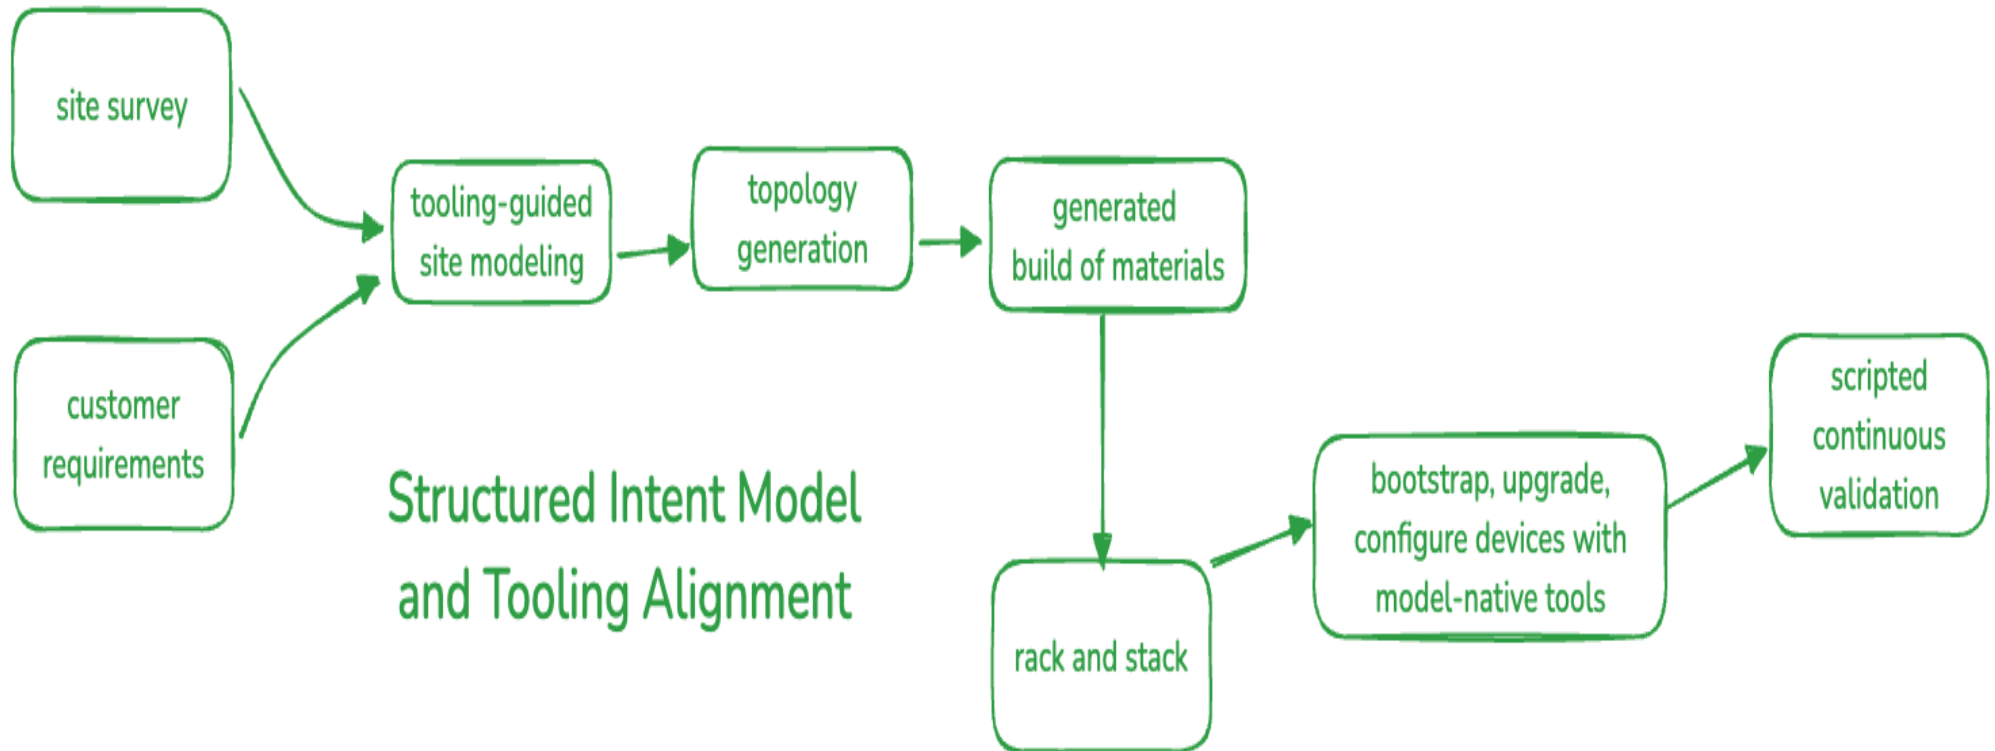 site survey
customer
requirements
tooling-guided
site modeling
topology
generation
generated
build of materials
Structured Intent Model
and Tooling Alignment
rack and stack
bootstrap, upgrade,
configure devices with
model-native tools
scripted
continuous
validation